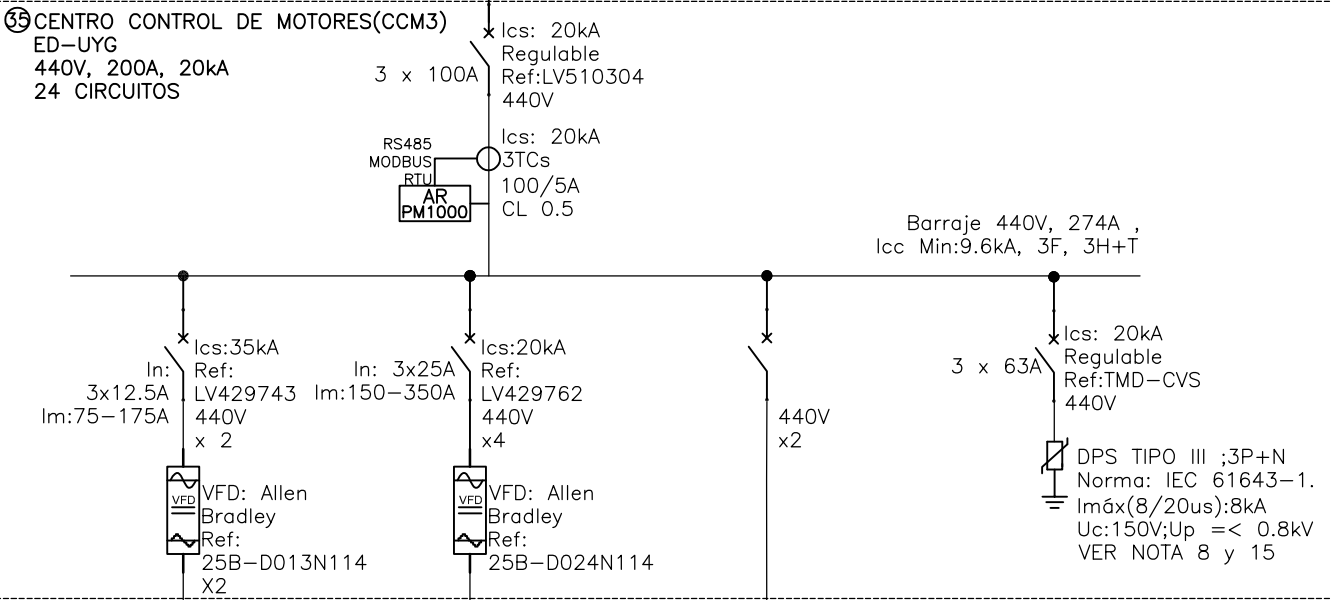 35 CENTRO CONTROL DE MOTORES(CCM3)
ED-UYG
440V, 200A, 20kA
24 CIRCUITOS
3 x 100A
Ics: 20kA
Regulable
Ref:LV510304
440V
RS485
MODBUS
RTU
AR
PM1000
Ics: 20kA
3TCs
100/5A
CL 0.5
Barraje 440V, 274A ,
Icc Min:9.6kA, 3F, 3H+T
In:
3x12.5A
Im:75-175A
Ics:35kA
Ref:
LV429743
440V
x 2
VFD
VFD: Allen
Bradley
Ref:
25B-D013N114
X2
In: 3x25A
Im:150-350A
Ics:20kA
Ref:
LV429762
440V
x4
VFD
VFD: Allen
Bradley
Ref:
25B-D024N114
440V
x2
3 x 63A
Ics: 20kA
Regulable
Ref:TMD-CVS
440V
DPS TIPO III ;3P+N
Norma: IEC 61643-1.
Imáx(8/20us):8kA
Uc:150V;Up =< 0.8kV
VER NOTA 8 y 15